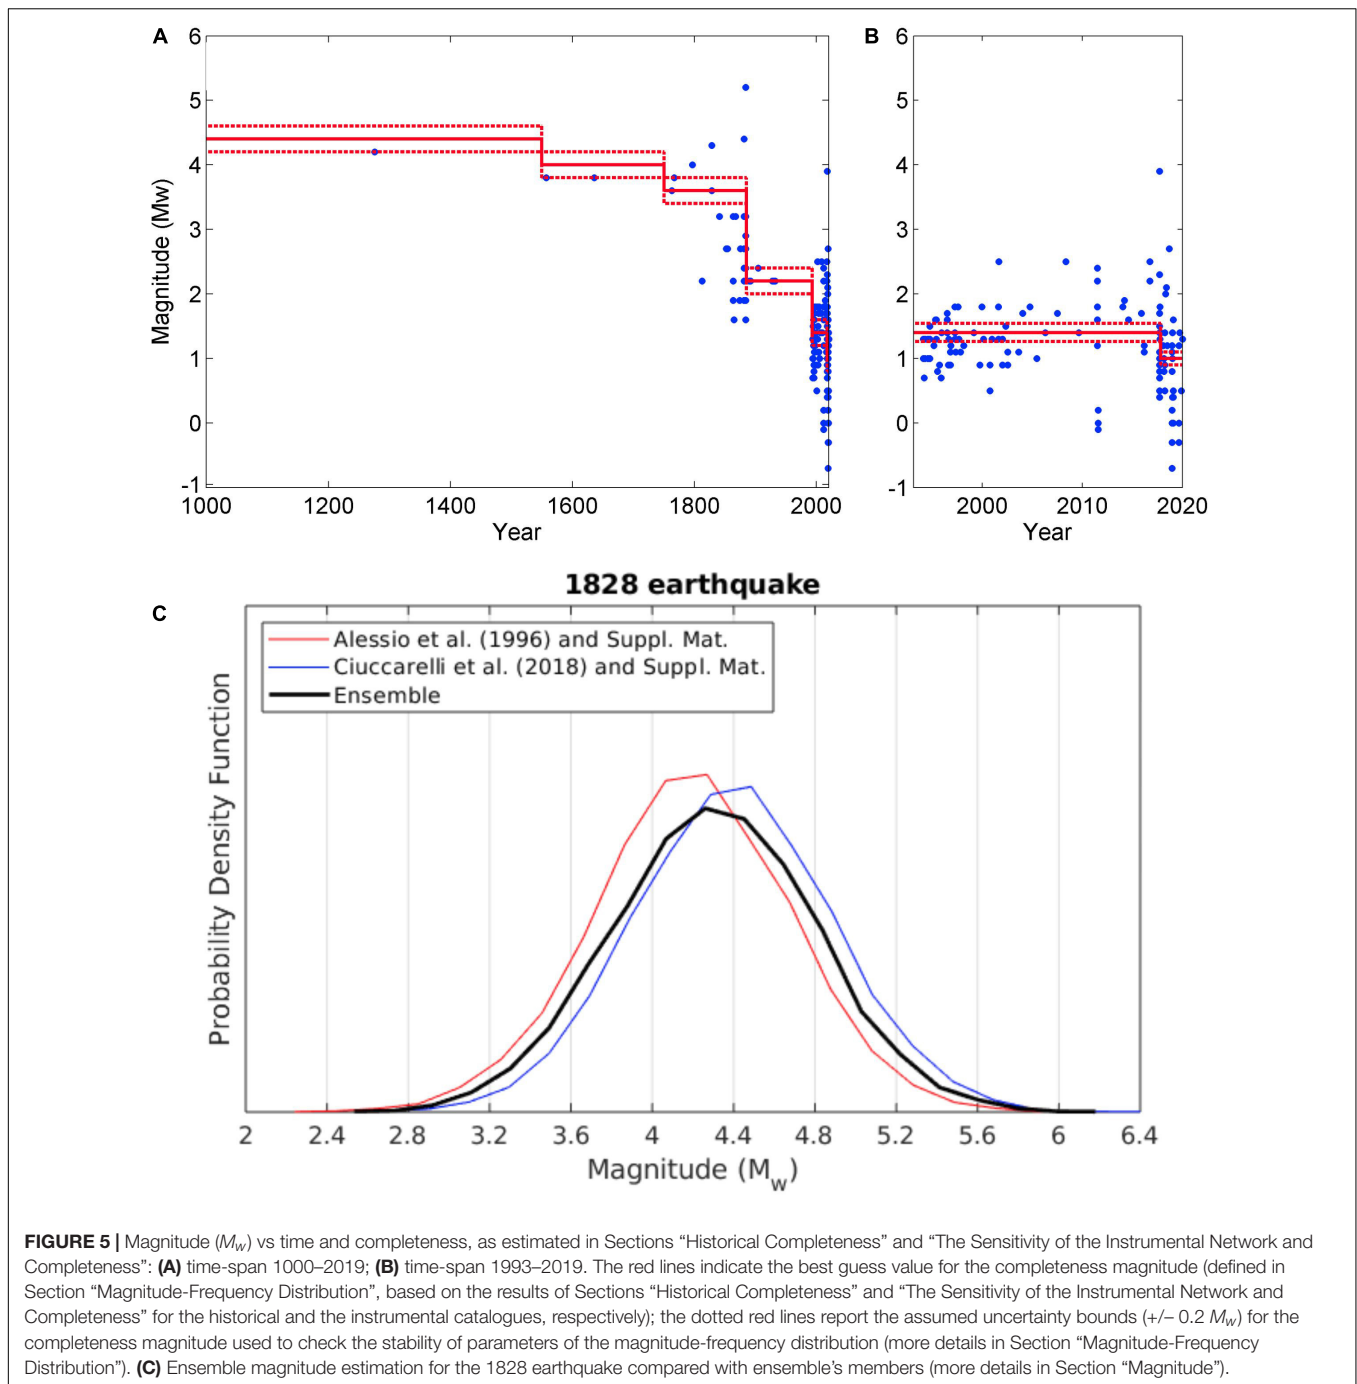 A
6
5
4
3
2
1
0
-1
Magnitude (Mw)
1000 1200 1400 1600 1800 2000
Year
B
6
5
4
3
2
1
0
-1
2000 2010 2020
Year
1828 earthquake
C
Alessio et al. (1996) and Suppl. Mat.
Ciuccarelli et al. (2018) and Suppl. Mat.
Ensemble
Probability Density Function
2 2.4 2.8 3.2 3.6 4 4.4 4.8 5.2 5.6 6 6.4
Magnitude (Mw)
FIGURE 5 | Magnitude (Mw) vs time and completeness, as estimated in Sections “Historical Completeness” and “The Sensitivity of the Instrumental Network and
Completeness”: (A) time-span 1000–2019; (B) time-span 1993–2019. The red lines indicate the best guess value for the completeness magnitude (defined in
Section “Magnitude-Frequency Distribution”, based on the results of Sections “Historical Completeness” and “The Sensitivity of the Instrumental Network and
Completeness” for the historical and the instrumental catalogues, respectively); the dotted red lines report the assumed uncertainty bounds (+/− 0.2 Mw) for the
completeness magnitude used to check the stability of parameters of the magnitude-frequency distribution (more details in Section “Magnitude-Frequency
Distribution”). (C) Ensemble magnitude estimation for the 1828 earthquake compared with ensemble’s members (more details in Section “Magnitude”).